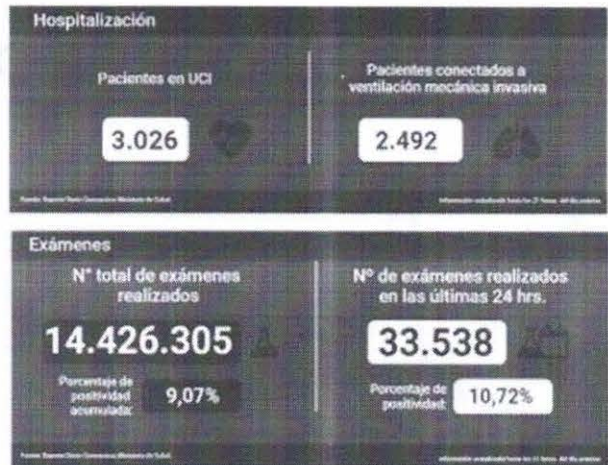 Hospitalización
Pacientes en UCI
3.026
Pacientes conectados a
ventilación mecánica invasiva
2.492
Exámenes
N° total de exámenes
realizados
14.426.305
Porcentaje de
positividad
acumulada:
9,07%
Nº de exámenes realizados
en las últimas 24 hrs.
33.538
Porcentaje de
positividad:
10,72%